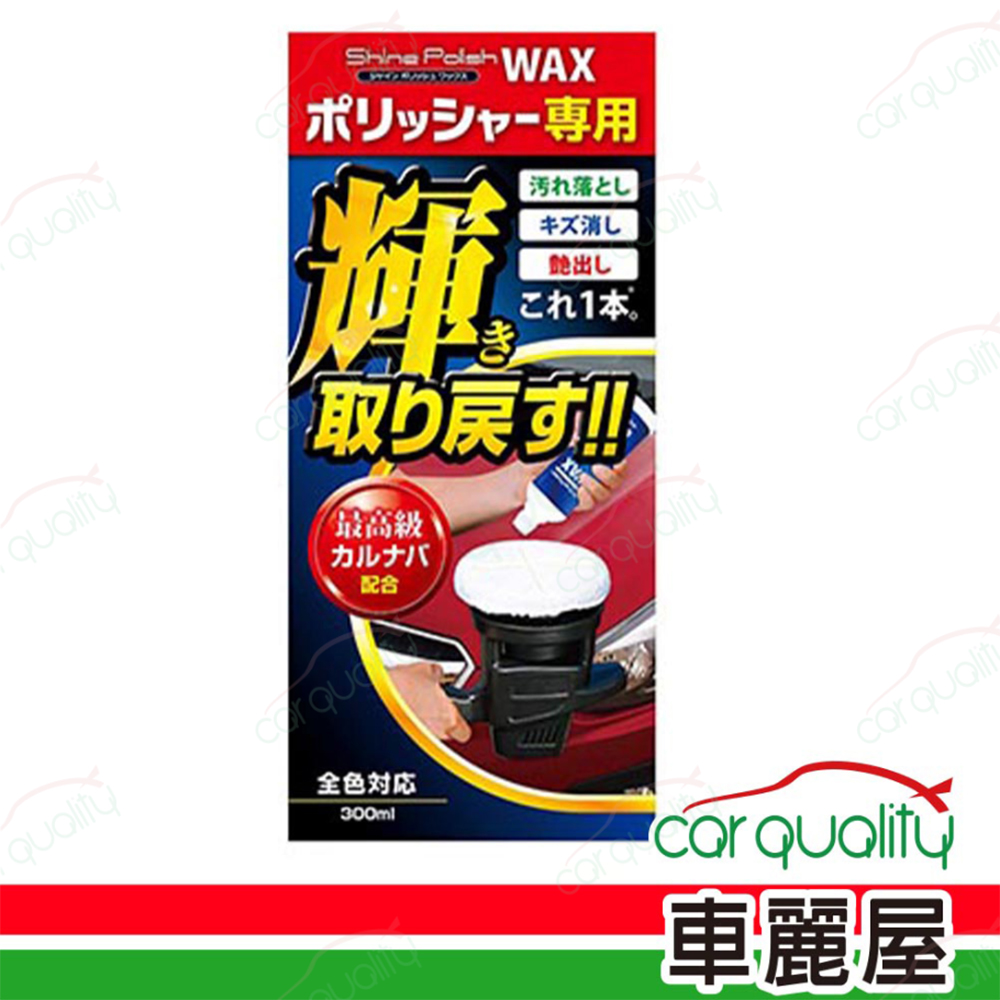 Shine Polish WAX
シャインポリッシュワックス
ポリッシャー専用
汚れ落とし
キズ消し
艶出し
これ1本※。
輝き
取り戻す!!
WAX
最高級
カルナバ
配合
全色対応
300ml
car quality
車麗屋